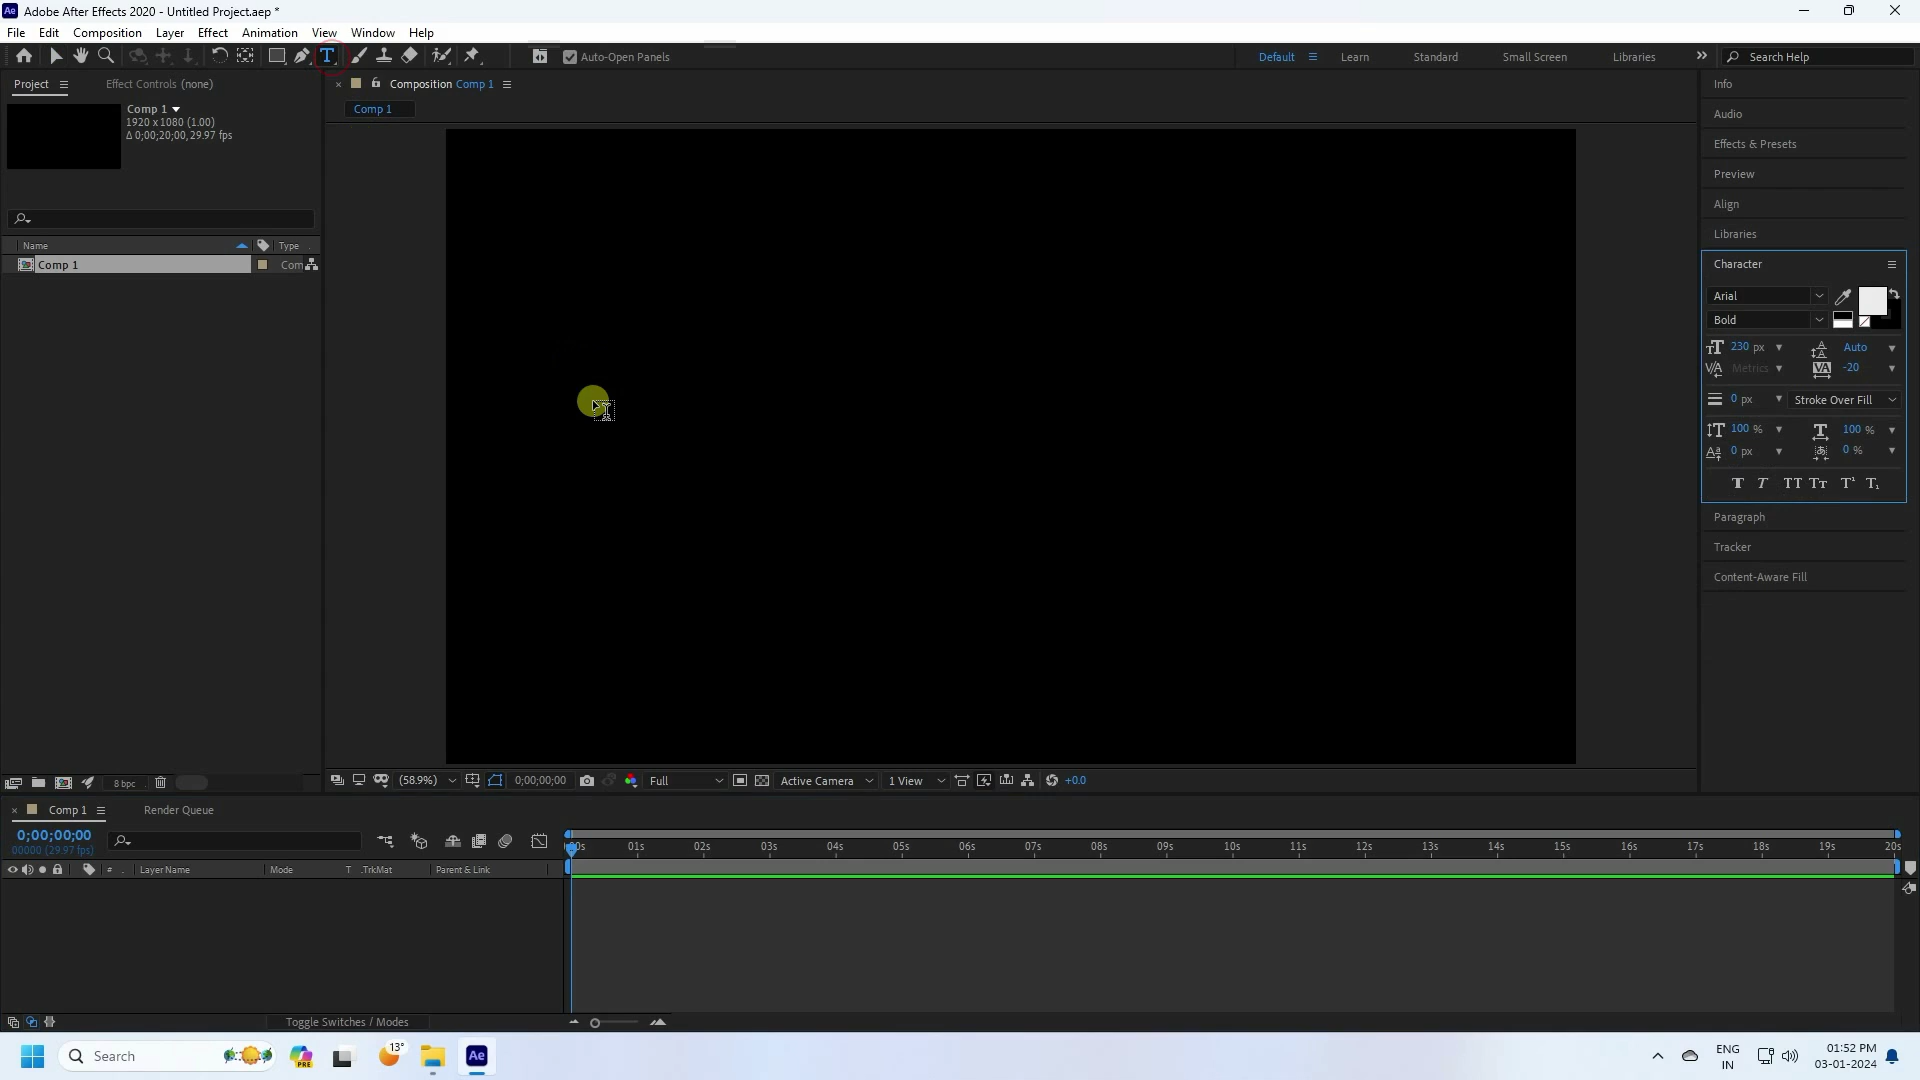 Adobe After Effects 2020 - Untitled Project.aep *
File Edit Composition Layer Effect Animation View Window Help
Auto-Open Panels Default Learn Standard Small Screen Libraries Search Help
Project Effect Controls (none) Composition Comp 1 Info
Comp 1
1920 x 1080 (1.00)
Δ 0;00;20;00, 29.97 fps
Comp 1
Audio
Effects & Presets
Preview
Align
Libraries
Name Type
Comp 1 Com
Character
Arial
Bold
230 px Auto
Metrics -20
0 px Stroke Over Fill
100 % 100 %
0 px 0 %
Paragraph
Tracker
Content-Aware Fill
8 bpc (58.9%) 0;00;00;00 Full Active Camera 1 View +0.0
Comp 1 Render Queue
0;00;00;00
00000 (29.97 fps)
:00s 01s 02s 03s 04s 05s 06s 07s 08s 09s 10s 11s 12s 13s 14s 15s 16s 17s 18s 19s 20s
# Layer Name Mode T .TrkMat Parent & Link
Toggle Switches / Modes
Search PRE 13° Ae ENG
IN
01:52 PM
03-01-2024